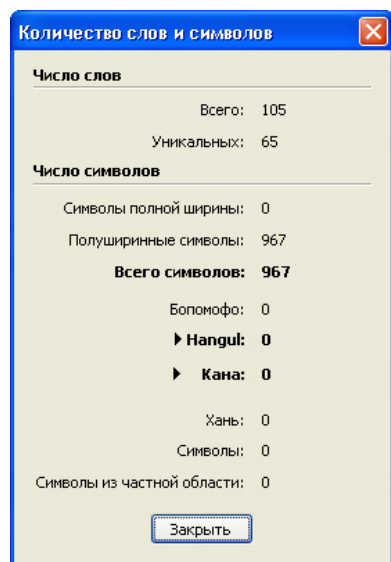 Количество слов и символов
Число слов
Всего: 105
Уникальных: 65
Число символов
Символы полной ширины: 0
Полуширинные символы: 967
Всего символов: 967
Бопомофо: 0
Hangul: 0
Кана: 0
Хань: 0
Символы: 0
Символы из частной области: 0
Закрыть